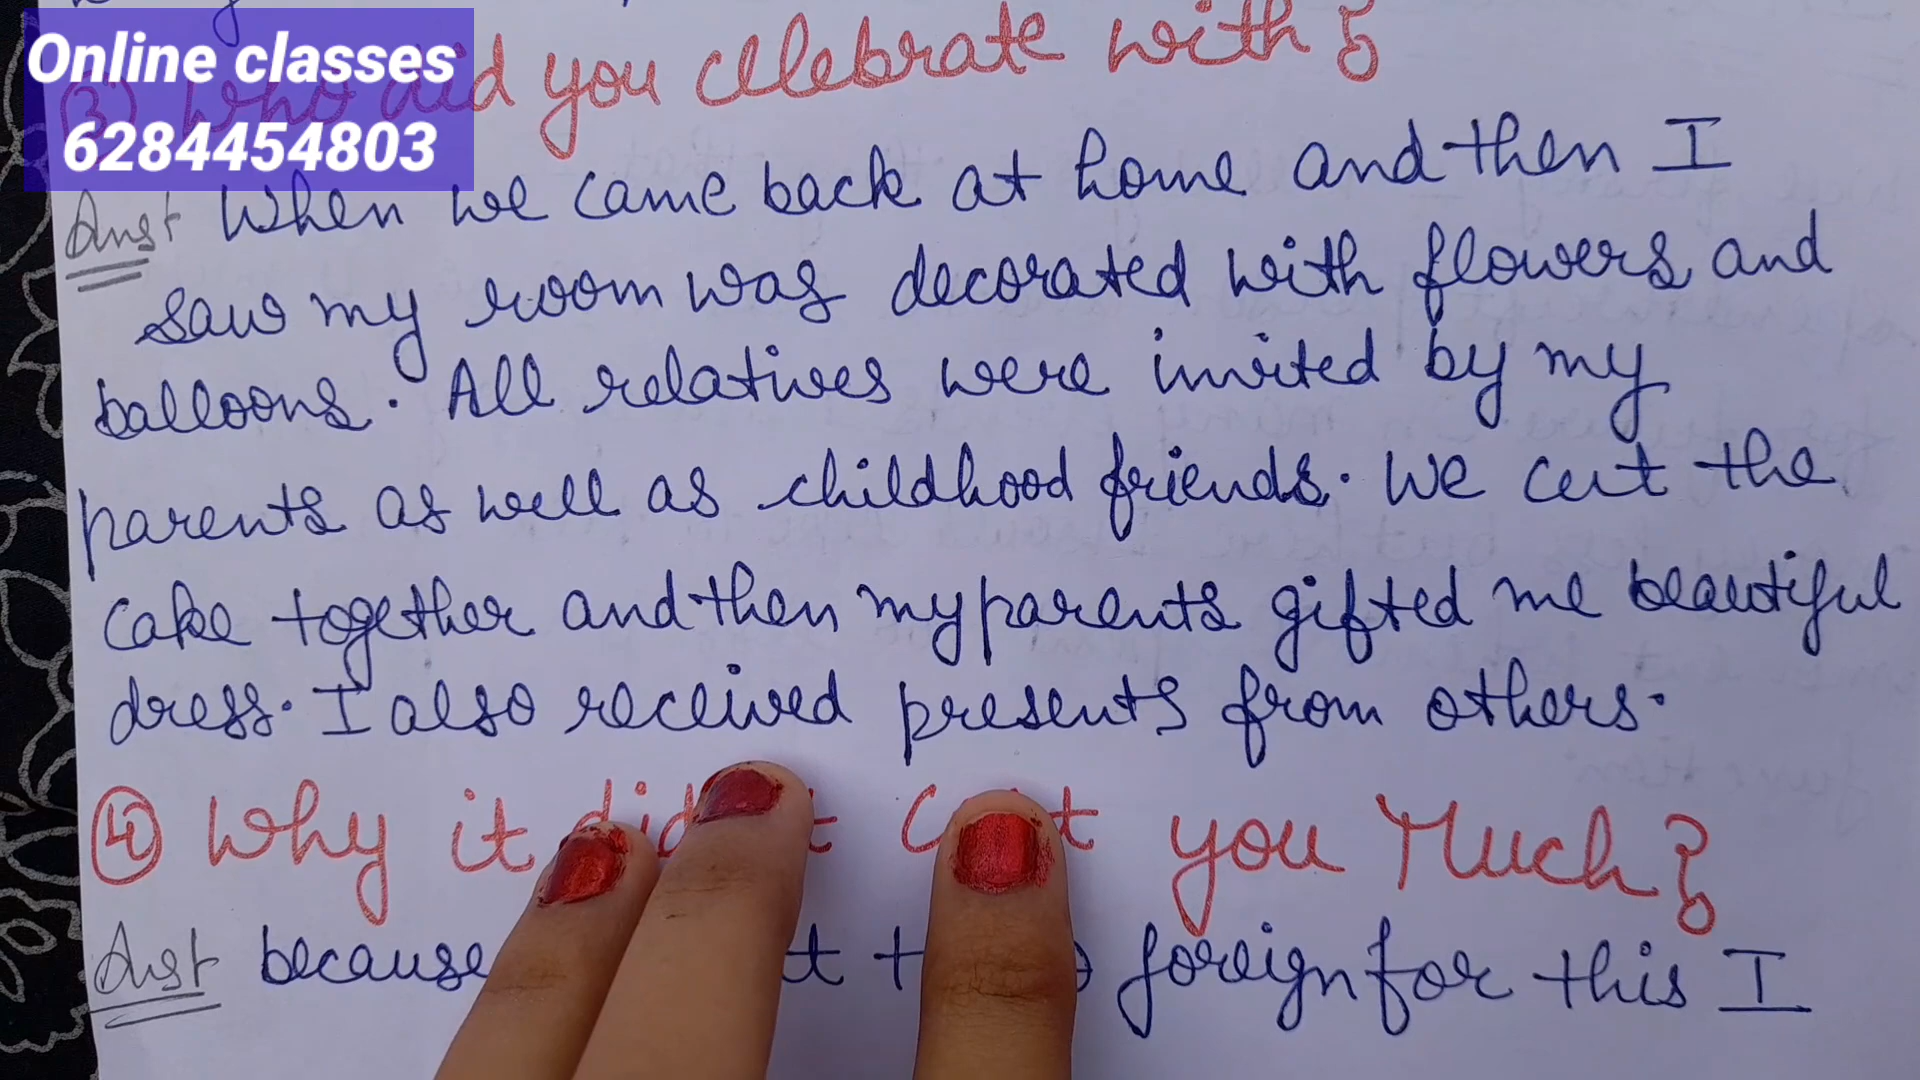 Online classes
6284454803
(3) Who did you celebrate with?
Ans: When we came back at home and then I
saw my room was decorated with flowers and
balloons. All relatives were invited by my
parents as well as childhood friends. We cut the
cake together and then my parents gifted me beautiful
dress. I also received presents from others.
(4) Why it you Much?
Ans: because foreign for this I